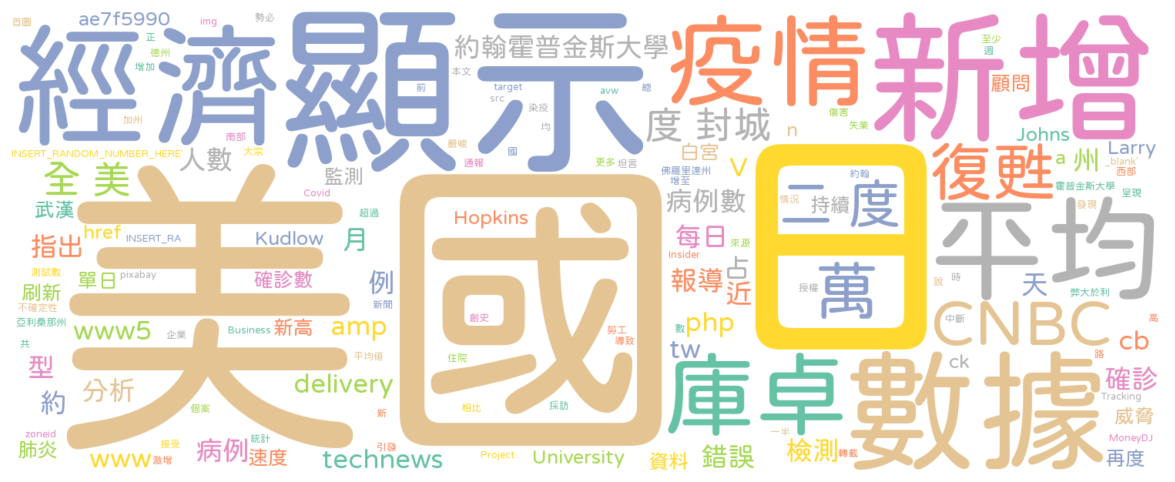 首圖 ae7f5990 img 勢必
經濟 顯示 約翰霍普金斯大學 疫情 新增
正 德州 增加 本文 前 target src avw 總 顧問 至少 週
加州 南部 大宗 染疫 均 度 封城 n 傷害 失業 Johns
INSERT_RANDOM_NUMBER_HERE 人數 嚴峻 國 通報 更多 坦言 白宮 V a 州 Larry
全美 監測 Covid 佛羅里達州 增至 約翰 復甦 _blank' 西部
武漢 超過 病例數 二度 情況 持續 霍普金斯大學 呈現 發現
href INSERT_RA Kudlow 月 Hopkins 每日 來源 平均
指出 美國 日 Insider
測試數 單日 pixabay 確診數 例 報導 占 萬 授權 說 時 天
刷新 新聞 近 弊大於利
不確定性 亞利桑那州 www5 企業 Business 新高 amp 創史 勞工 導致 數 php CNBC 中斷 高
共 tw 路 cb
型 平均值 住院 庫卓 數據 ck 確診
分析 delivery Tracking
約 個案 新 相比 採訪 威脅
zoneid 統計 引發 一半 MoneyDJ
肺炎 www 接受 激增 病例 速度 technews Project University 資料 錯誤 檢測 轉載 再度